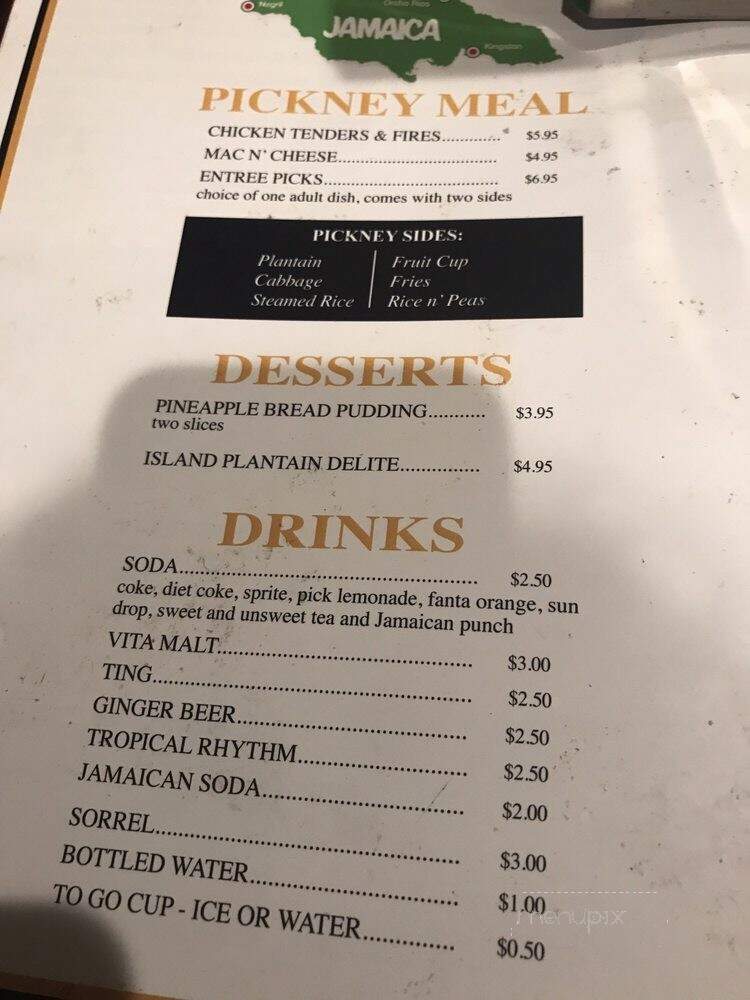 Negril
Ocho Rios
JAMAICA
Kingston
PICKNEY MEAL
CHICKEN TENDERS & FIRES............ $5.95
MAC N' CHEESE.................................. $4.95
ENTREE PICKS..................................... $6.95
choice of one adult dish, comes with two sides
PICKNEY SIDES:
Plantain Fruit Cup
Cabbage Fries
Steamed Rice Rice n' Peas
DESSERTS
PINEAPPLE BREAD PUDDING........... $3.95
two slices
ISLAND PLANTAIN DELITE............... $4.95
DRINKS
SODA.................................................... $2.50
coke, diet coke, sprite, pick lemonade, fanta orange, sun
drop, sweet and unsweet tea and Jamaican punch
VITA MALT............................................ $3.00
TING...................................................... $2.50
GINGER BEER........................................ $2.50
TROPICAL RHYTHM............................. $2.50
JAMAICAN SODA.................................. $2.00
SORREL.................................................. $3.00
BOTTLED WATER.................................. $1.00
TO GO CUP - ICE OR WATER............... $0.50
menupix